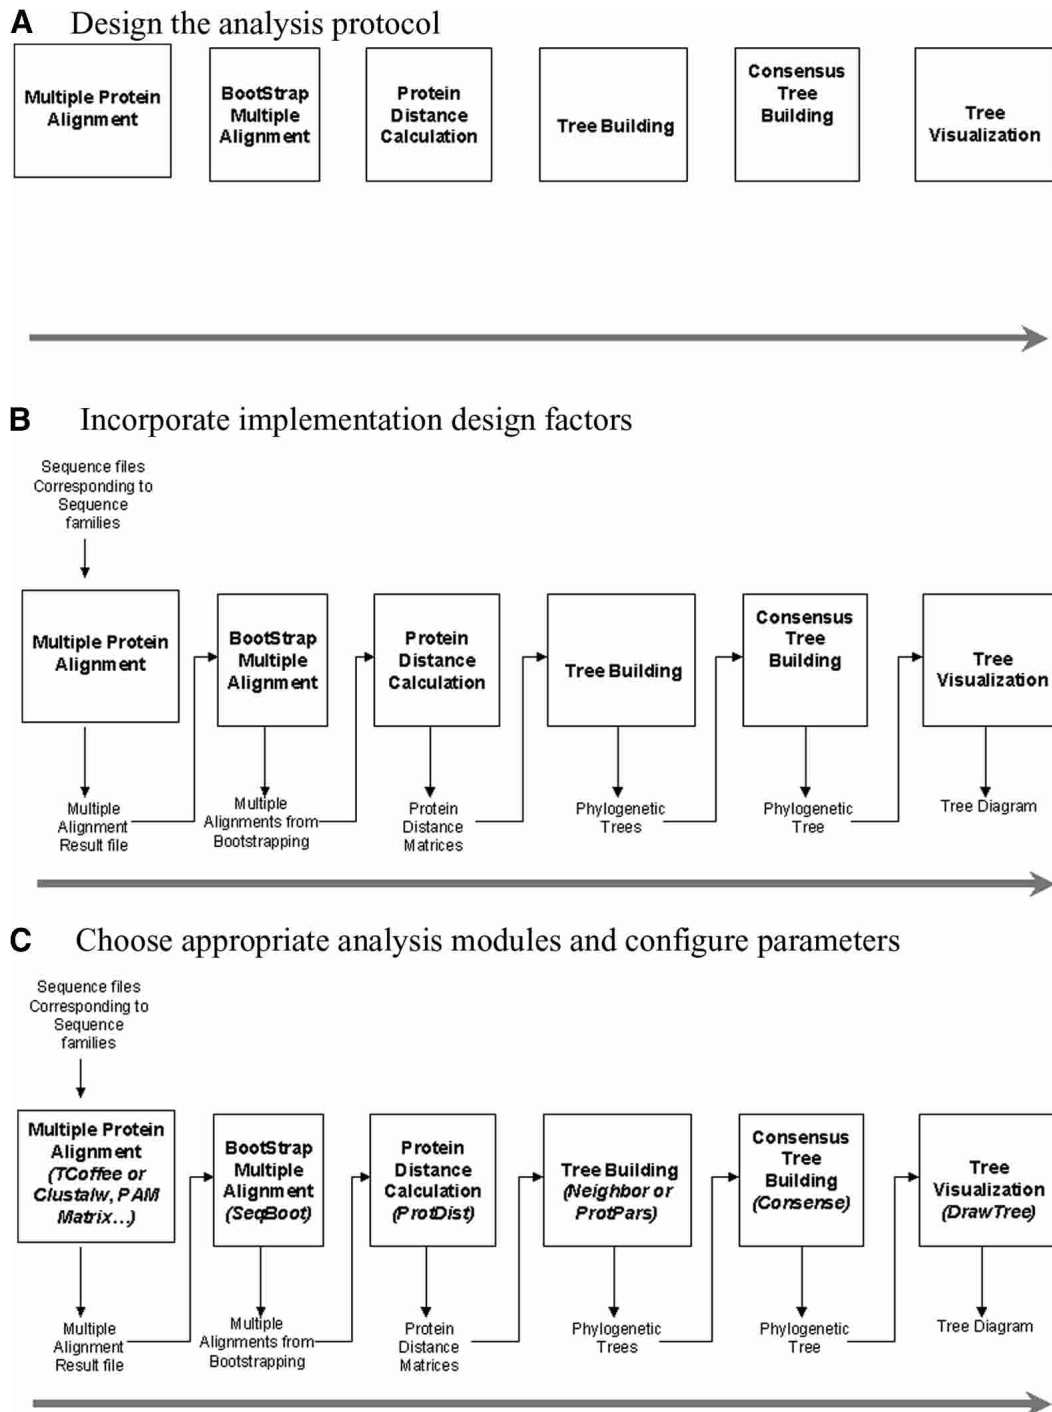 A Design the analysis protocol
Multiple Protein
Alignment
BootStrap
Multiple
Alignment
Protein
Distance
Calculation
Tree Building
Consensus
Tree
Building
Tree
Visualization
B Incorporate implementation design factors
Sequence files
Corresponding to
Sequence
families
Multiple Protein
Alignment
BootStrap
Multiple
Alignment
Protein
Distance
Calculation
Tree Building
Consensus
Tree
Building
Tree
Visualization
Multiple
Alignment
Result file
Multiple
Alignments from
Bootstrapping
Protein
Distance
Matrices
Phylogenetic
Trees
Phylogenetic
Tree
Tree Diagram
C Choose appropriate analysis modules and configure parameters
Sequence files
Corresponding to
Sequence
families
Multiple Protein
Alignment
(TCoffee or
Clustalw, PAM
Matrix...)
BootStrap
Multiple
Alignment
(SeqBoot)
Protein
Distance
Calculation
(ProtDist)
Tree Building
(Neighbor or
ProtPars)
Consensus
Tree
Building
(Consense)
Tree
Visualization
(DrawTree)
Multiple
Alignment
Result file
Multiple
Alignments from
Bootstrapping
Protein
Distance
Matrices
Phylogenetic
Trees
Phylogenetic
Tree
Tree Diagram